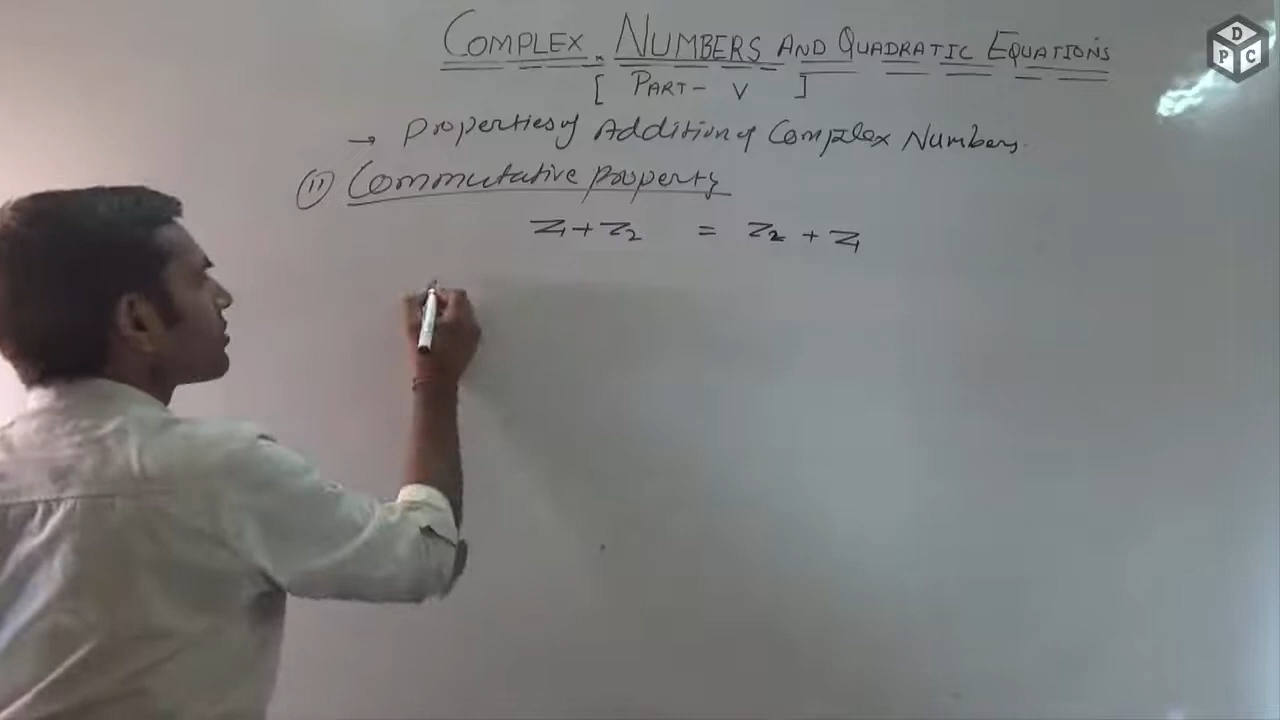 COMPLEX NUMBERS AND QUADRATIC EQUATIONS
[ PART- V ]
→ Properties of Addition of Complex Numbers.
(ii) Commutative property
Z1 + Z2 = Z2 + Z1
D
P C